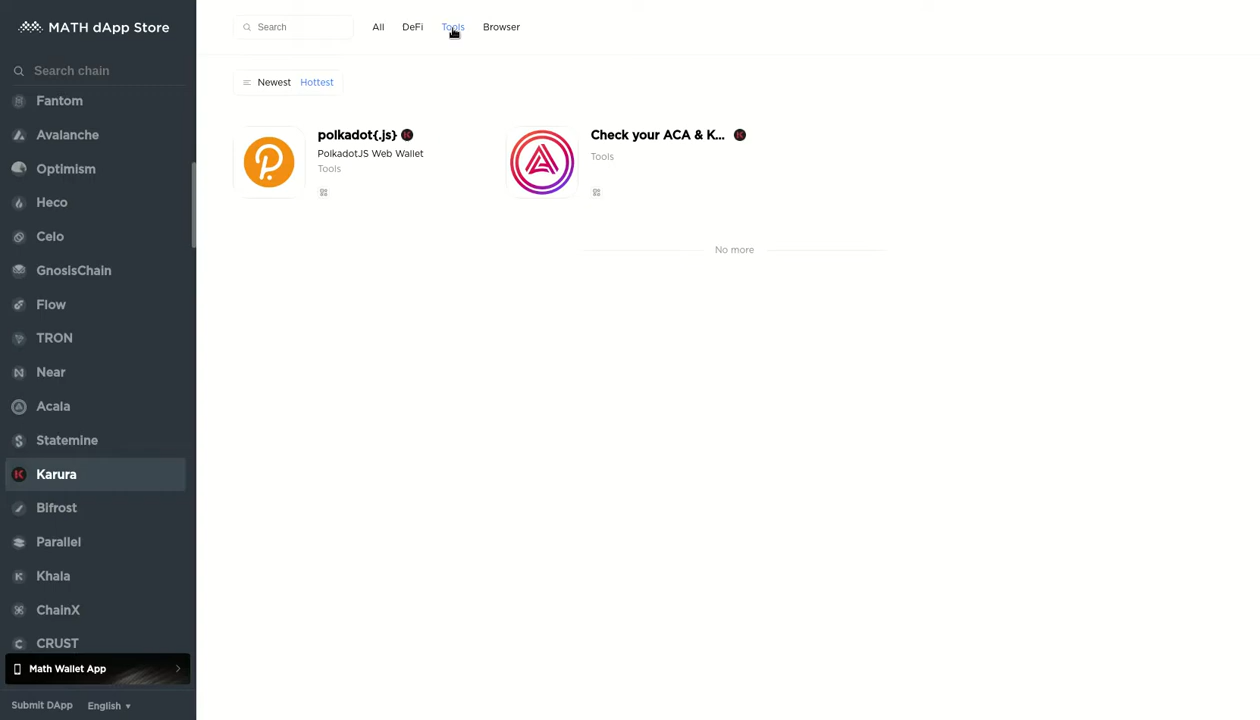 MATH dApp Store
Search chain
Fantom
Avalanche
Optimism
Heco
Celo
GnosisChain
Flow
TRON
Near
Acala
Statemine
Karura
Bifrost
Parallel
Khala
ChainX
CRUST
Math Wallet App
Submit DApp
English
Search
All
DeFi
Tools
Browser
Newest
Hottest
polkadot{.js}
PolkadotJS Web Wallet
Tools
Check your ACA & K...
Tools
No more